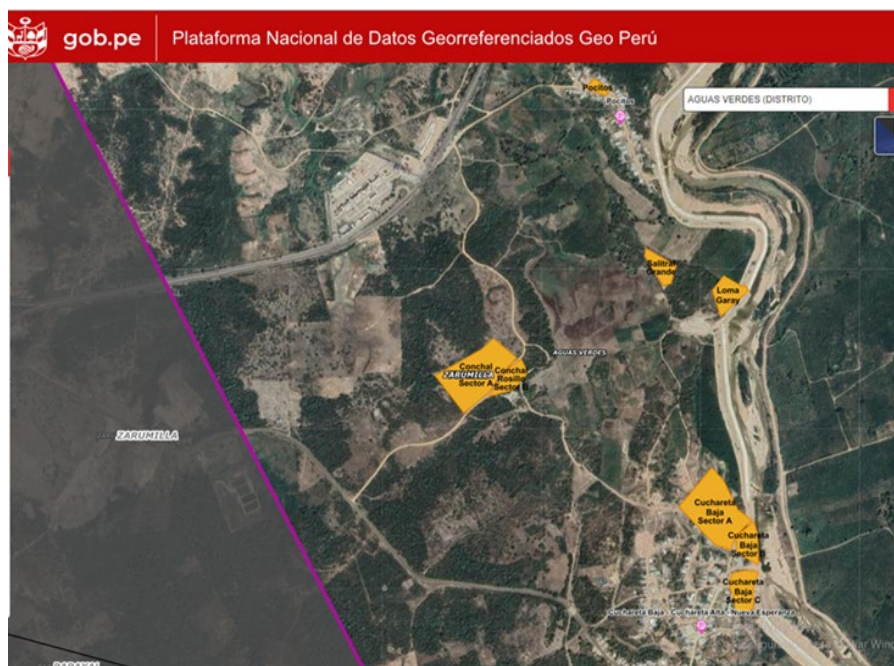 gob.pe
Plataforma Nacional de Datos Georreferenciados Geo Perú
Pocitos
Pocitos
AGUAS VERDES (DISTRITO)
Salitral
Grande
Loma
Garay
AGUAS VERDES
Conchal
ZARUMILLA
Sector A
Conchal
Rosillo
Sector B
ZARUMILLA
Cuchareta
Baja
Sector A
Cuchareta
Baja
Sector B
Cuchareta
Baja
Sector C
Cuchareta Baja - Cuchareta Alta - Nueva Esperanza
PAPAYAL